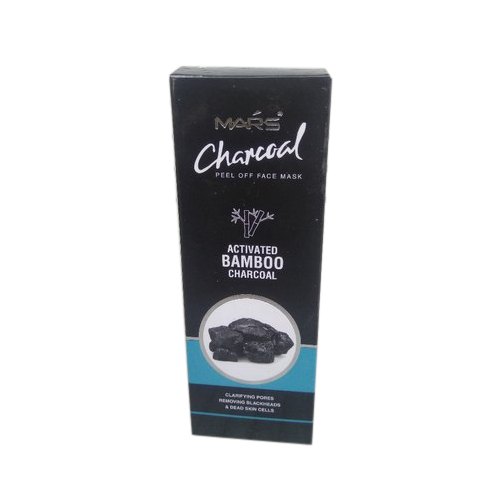 MARS®
Charcoal
PEEL OFF FACE MASK
ACTIVATED
BAMBOO
CHARCOAL
CLARIFYING PORES
REMOVING BLACKHEADS
& DEAD SKIN CELLS